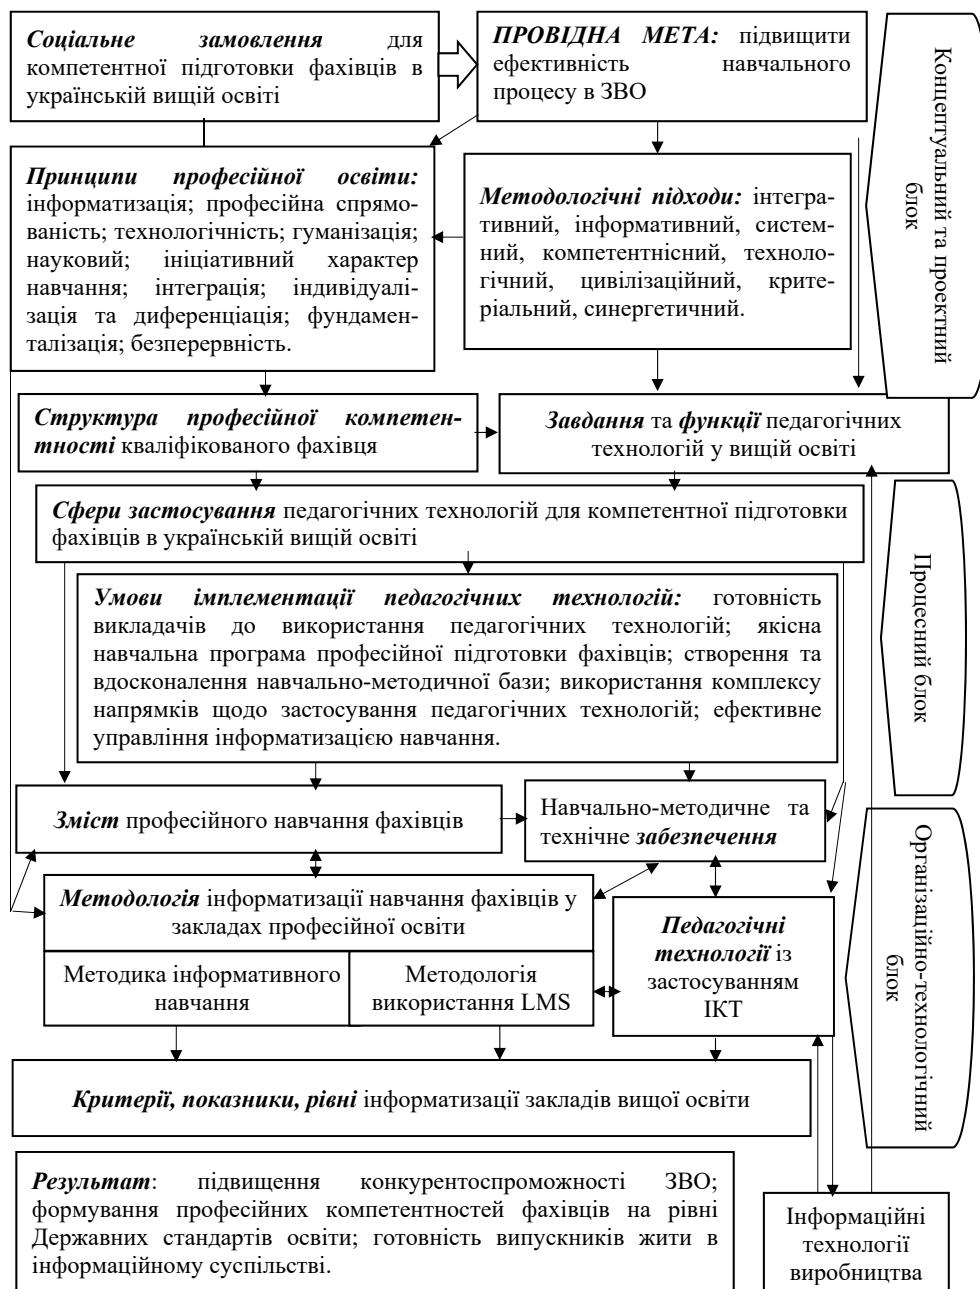 Соціальне замовлення для
компетентної підготовки фахівців в
українській вищій освіті
ПРОВІДНА МЕТА: підвищити
ефективність навчального
процесу в ЗВО
Концептуальний та проектний
блок
Принципи професійної освіти:
інформатизація; професійна спрямо-
ваність; технологічність; гуманізація;
науковий; ініціативний характер
навчання; інтеграція; індивідуалі-
зація та диференціація; фундамен-
талізація; безперервність.
Методологічні підходи: інтегра-
тивний, інформативний, систем-
ний, компетентнісний, техноло-
гічний, цивілізаційний, крите-
ріальний, синергетичний.
Структура професійної компетен-
тності кваліфікованого фахівця
Завдання та функції педагогічних
технологій у вищій освіті
Сфери застосування педагогічних технологій для компетентної підготовки
фахівців в українській вищій освіті
Процесний блок
Умови імплементації педагогічних технологій: готовність
викладачів до використання педагогічних технологій; якісна
навчальна програма професійної підготовки фахівців; створення та
вдосконалення навчально-методичної бази; використання комплексу
напрямків щодо застосування педагогічних технологій; ефективне
управління інформатизацією навчання.
Зміст професійного навчання фахівців
Навчально-методичне та
технічне забезпечення
Організаційно-технологічний
блок
Методологія інформатизації навчання фахівців у
закладах професійної освіти
Методика інформативного
навчання
Методологія
використання LMS
Педагогічні
технології із
застосуванням
ІКТ
Критерії, показники, рівні інформатизації закладів вищої освіти
Результат: підвищення конкурентоспроможності ЗВО;
формування професійних компетентностей фахівців на рівні
Державних стандартів освіти; готовність випускників жити в
інформаційному суспільстві.
Інформаційні
технології
виробництва